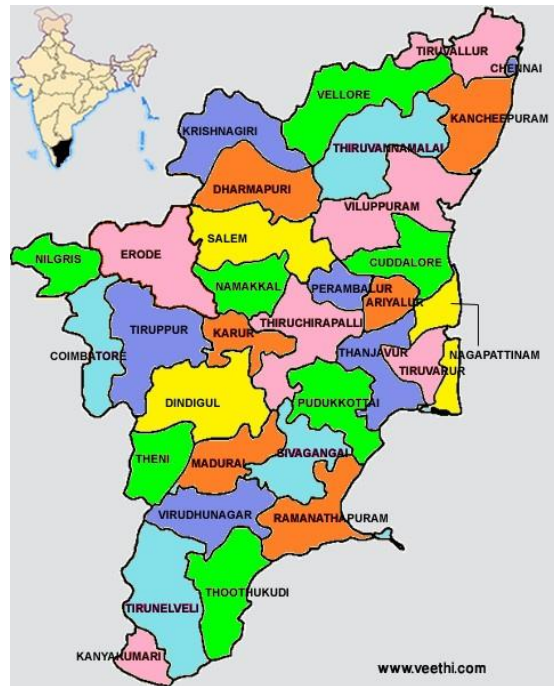 TIRUVALLUR
CHENNAI
VELLORE
KANCHEEPURAM
KRISHNAGIRI
THIRUVANNAMALAI
DHARMAPURI
VILUPPURAM
SALEM
ERODE
NILGRIS
CUDDALORE
NAMAKKAL
PERAMBALUR
ARIYALUR
TIRUPPUR
KARUR
THIRUCHIRAPALLI
COIMBATORE
THANJAVUR
NAGAPATTINAM
TIRUVARUR
DINDIGUL
PUDUKKOTTAI
THENI
MADURAI
SIVAGANGAI
VIRUDHUNAGAR
RAMANATHAPURAM
THOOTHUKUDI
TIRUNELVELI
KANYAKUMARI
www.veethi.com